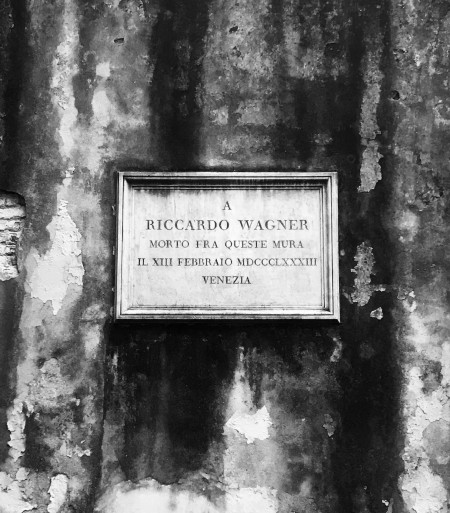 A
RICCARDO WAGNER
MORTO FRA QUESTE MURA
IL XIII FEBBRAIO MDCCCLXXXIII
VENEZIA